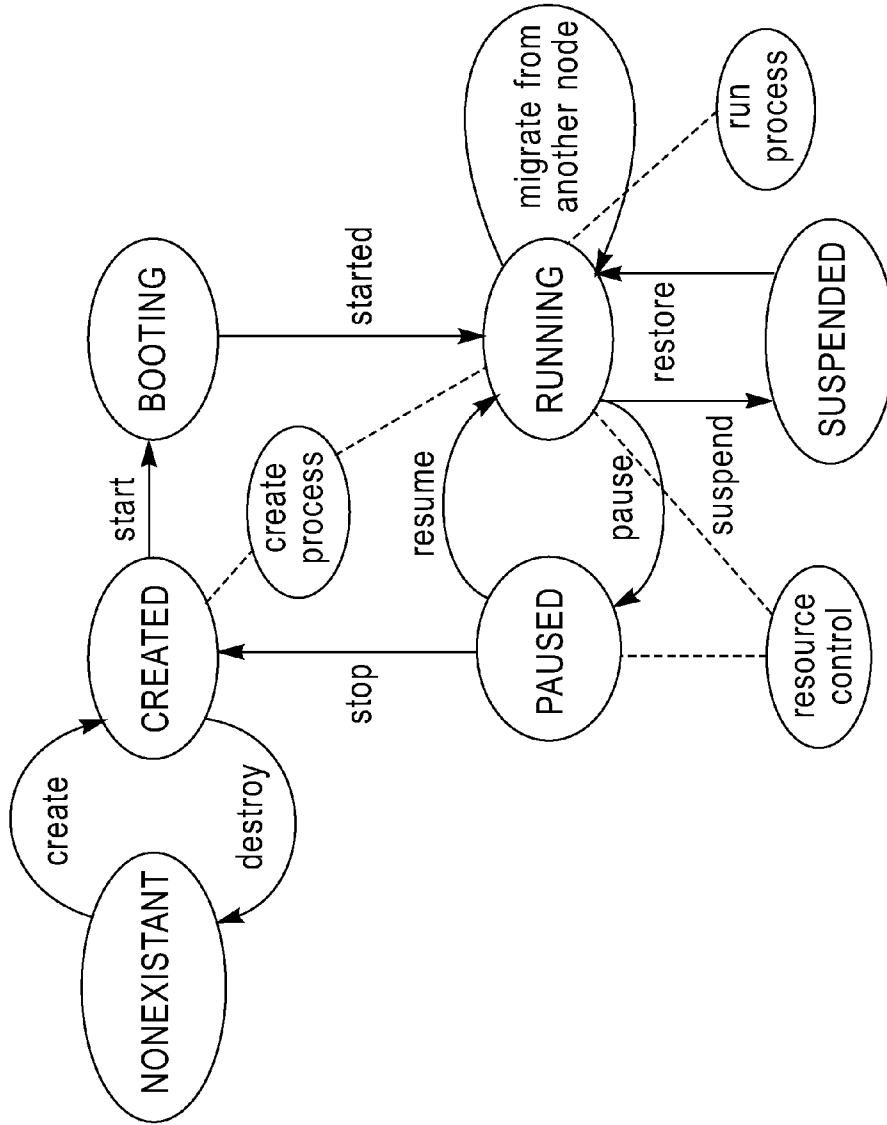 create
NONEXISTANT
destroy
CREATED
start
BOOTING
create
process
started
stop
resume
PAUSED
pause
RUNNING
migrate from
another node
suspend
restore
run
process
resource
control
SUSPENDED